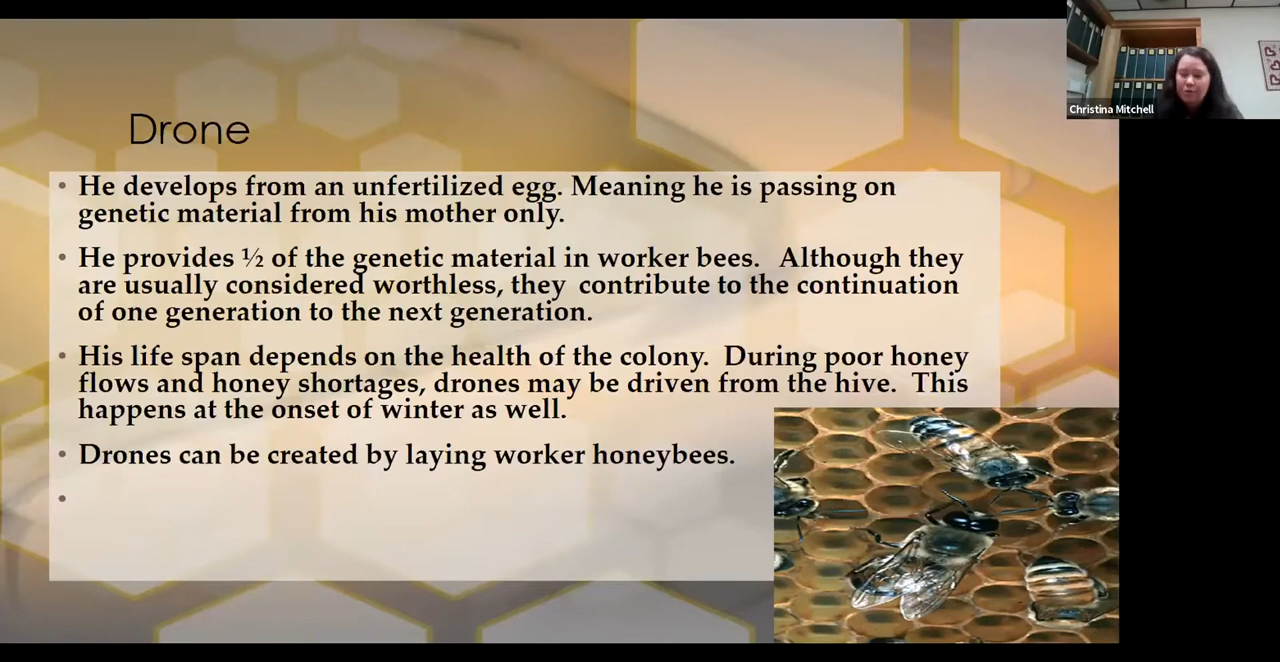 Christina Mitchell
Drone
• He develops from an unfertilized egg. Meaning he is passing on
genetic material from his mother only.
• He provides ½ of the genetic material in worker bees.  Although they
are usually considered worthless, they  contribute to the continuation
of one generation to the next generation.
• His life span depends on the health of the colony.  During poor honey
flows and honey shortages, drones may be driven from the hive.  This
happens at the onset of winter as well.
• Drones can be created by laying worker honeybees.
•